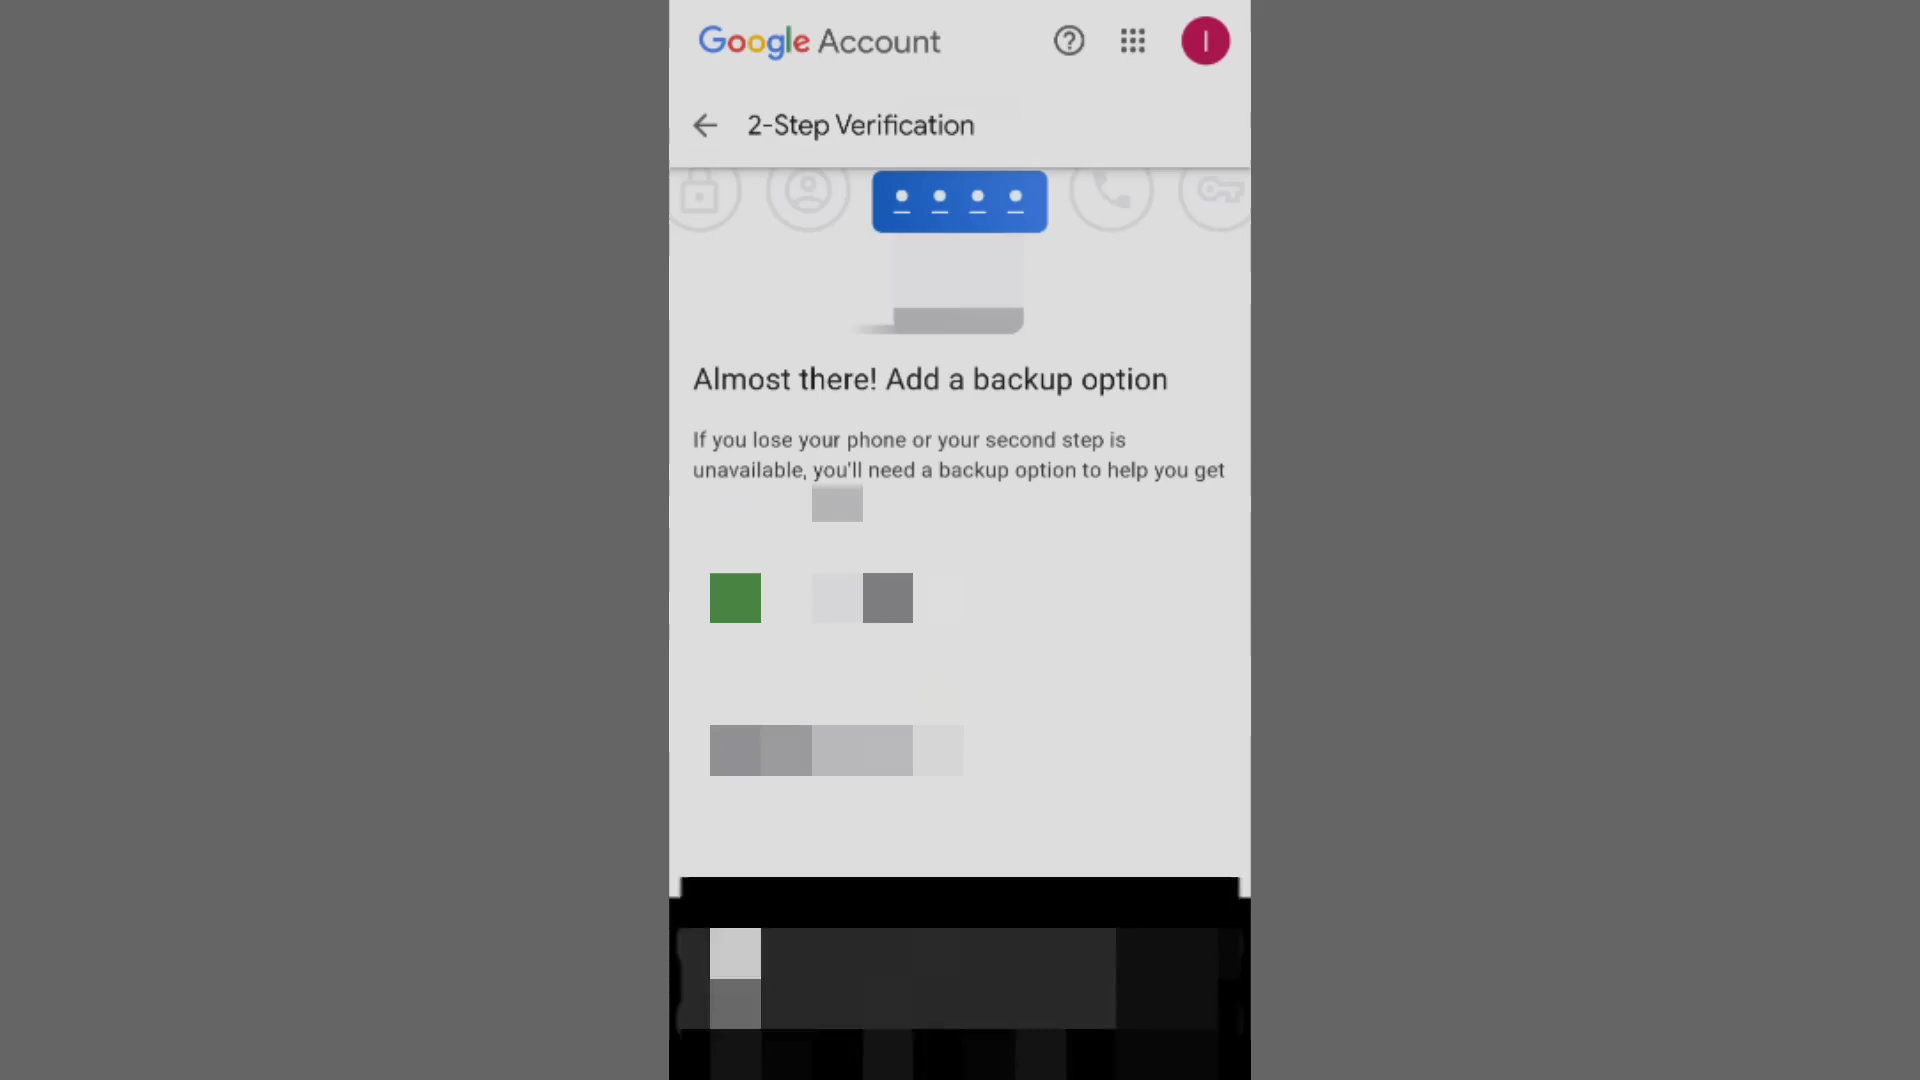 Google Account
I
2-Step Verification
Almost there! Add a backup option
If you lose your phone or your second step is
unavailable, you'll need a backup option to help you get